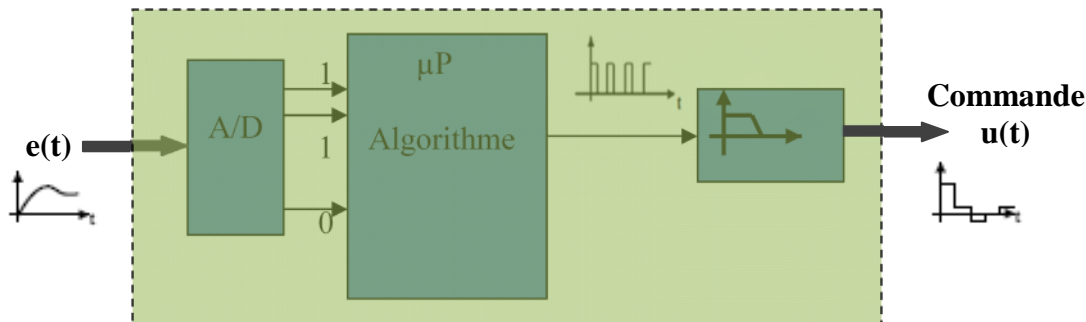 e(t)
t
A/D
1
1
0
µP
Algorithme
t
Commande
u(t)
t